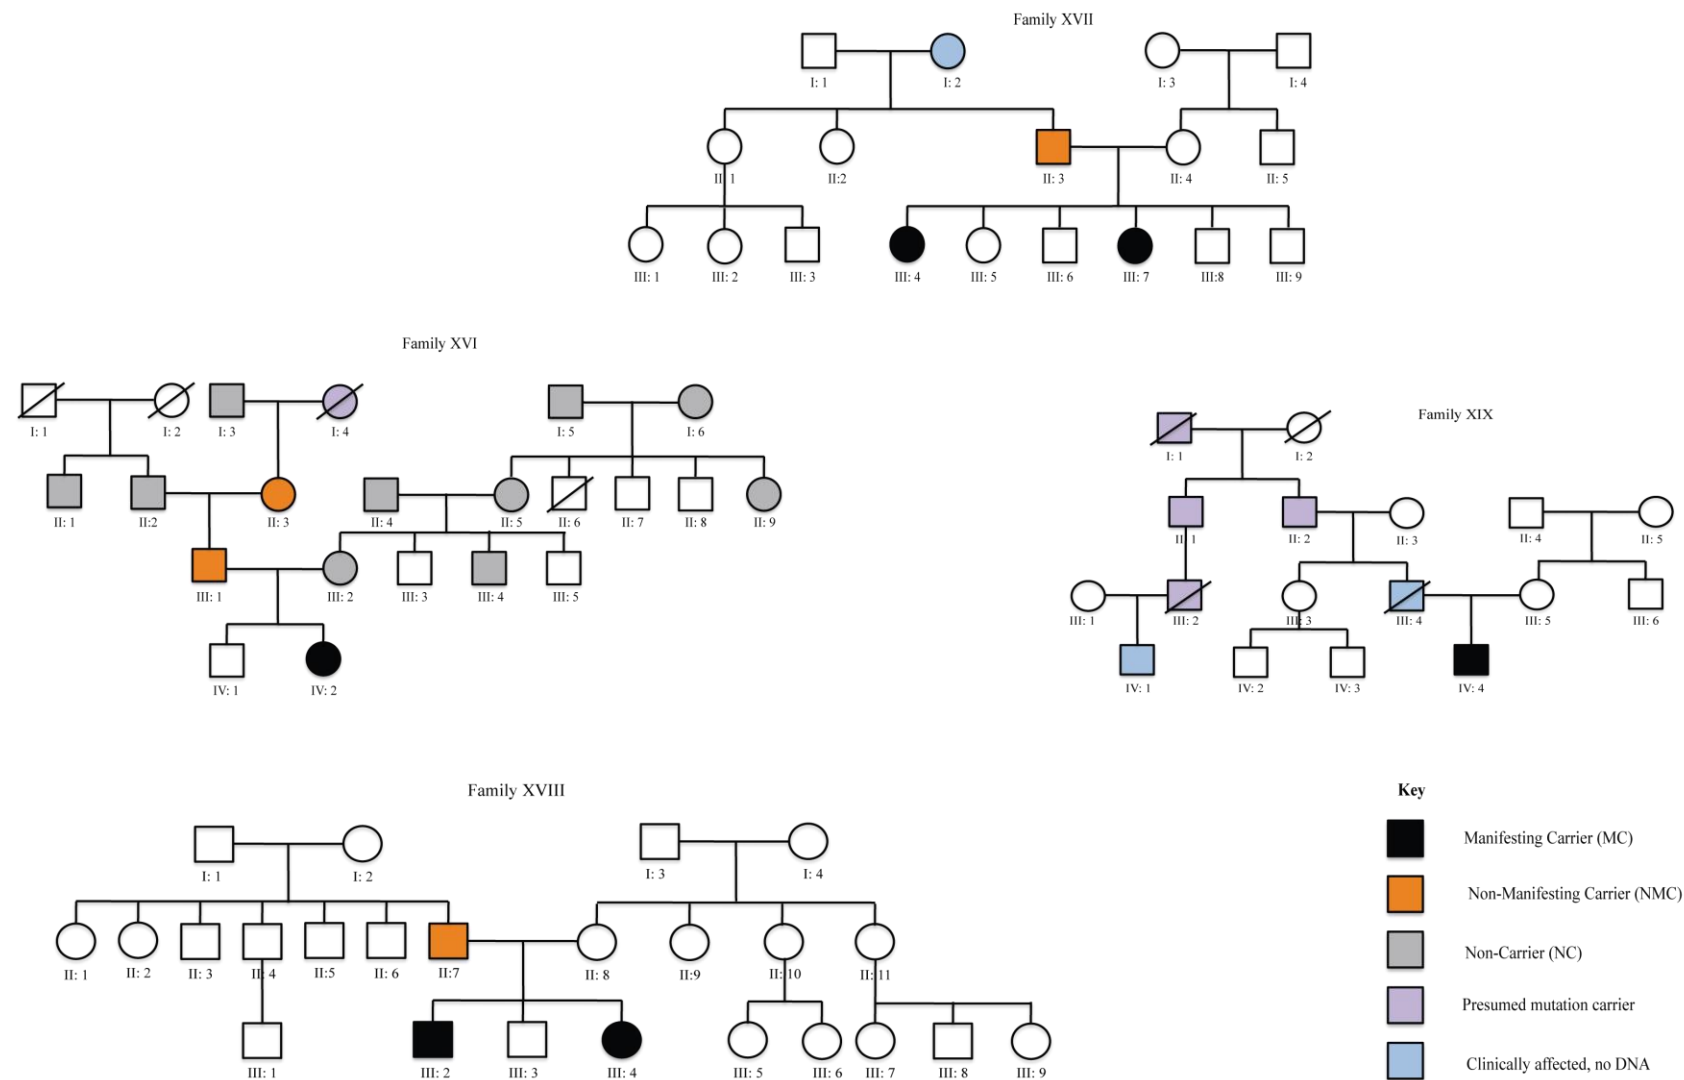 Family XVII
I: 1
I: 2
I: 3
I: 4
II: 1
II:2
II: 3
II: 4
II: 5
III: 1
III: 2
III: 3
III: 4
III: 5
III: 6
III: 7
III:8
III: 9
Family XVI
I: 1
I: 2
I: 3
I: 4
I: 5
I: 6
II: 1
II:2
II: 3
II: 4
II: 5
II: 6
II: 7
II: 8
II: 9
III: 1
III: 2
III: 3
III: 4
III: 5
IV: 1
IV: 2
Family XIX
I: 1
I: 2
II: 1
II: 2
II: 3
II: 4
II: 5
III: 1
III: 2
III: 3
III: 4
III: 5
III: 6
IV: 1
IV: 2
IV: 3
IV: 4
Family XVIII
I: 1
I: 2
I: 3
I: 4
II: 1
II: 2
II: 3
II: 4
II:5
II: 6
II:7
II: 8
II:9
II: 10
II: 11
III: 1
III: 2
III: 3
III: 4
III: 5
III: 6
III: 7
III: 8
III: 9
Key
Manifesting Carrier (MC)
Non-Manifesting Carrier (NMC)
Non-Carrier (NC)
Presumed mutation carrier
Clinically affected, no DNA